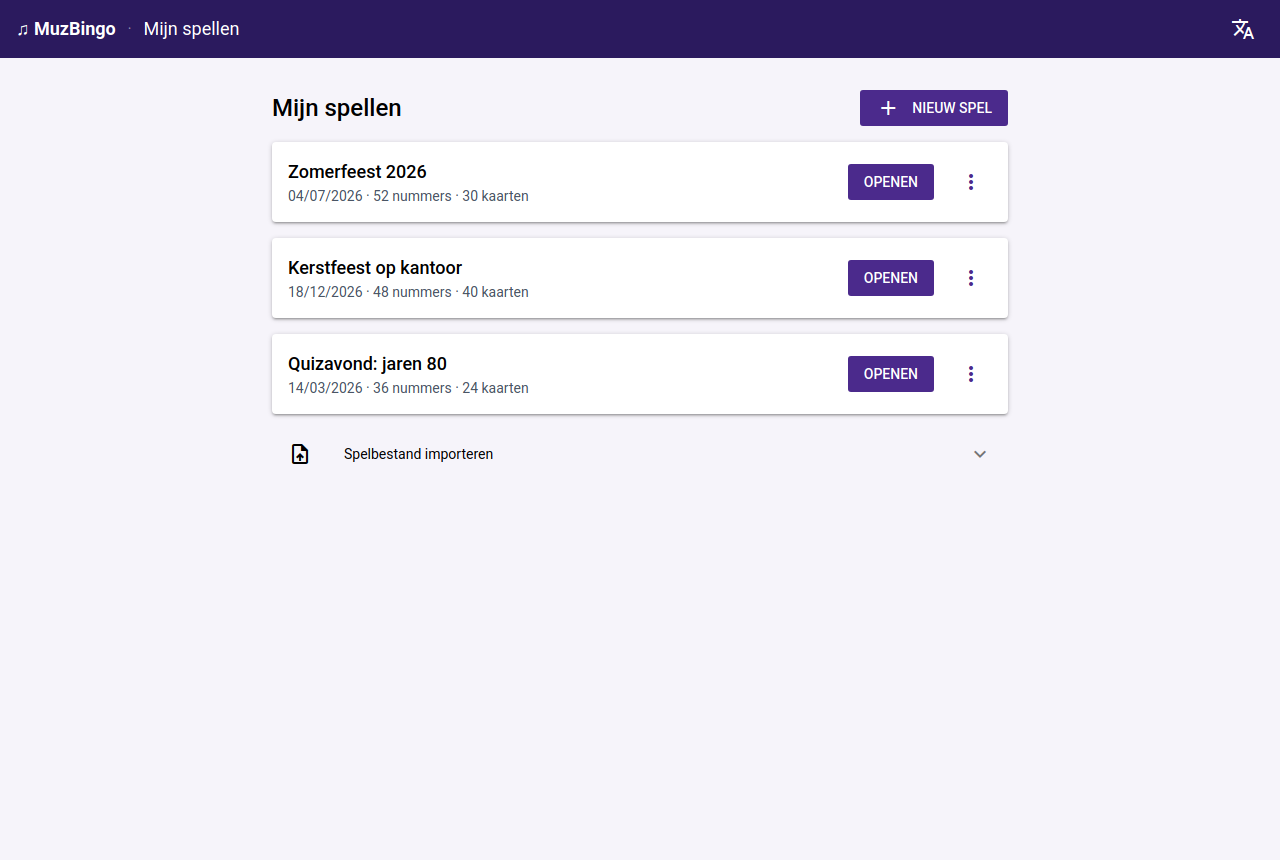 ♫ MuzBingo · Mijn spellen
Mijn spellen
NIEUW SPEL
Zomerfeest 2026
04/07/2026 · 52 nummers · 30 kaarten
OPENEN
Kerstfeest op kantoor
18/12/2026 · 48 nummers · 40 kaarten
OPENEN
Quizavond: jaren 80
14/03/2026 · 36 nummers · 24 kaarten
OPENEN
Spelbestand importeren